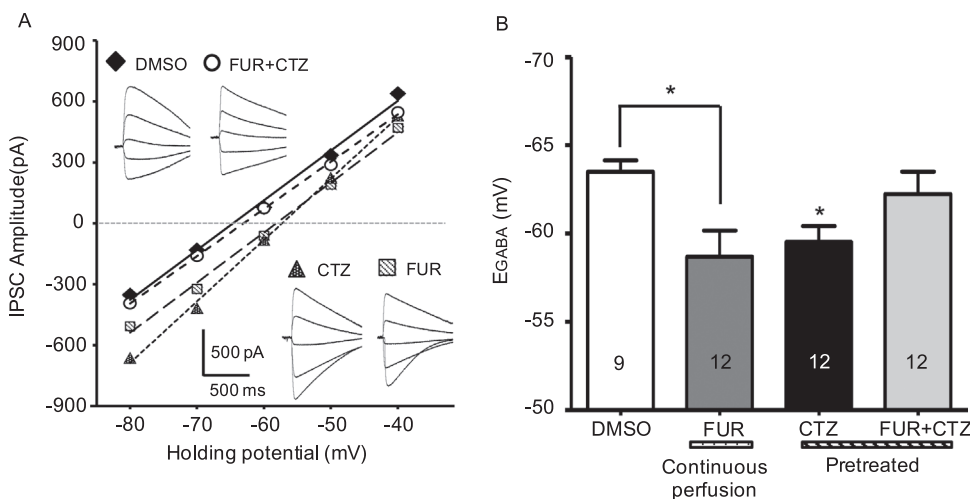 A
IPSC Amplitude(pA)
900
600
300
0
-300
-600
-900
DMSO
FUR+CTZ
CTZ
FUR
500 pA
500 ms
-80
-70
-60
-50
-40
Holding potential (mV)
B
EGABA (mV)
-70
-65
-60
-55
-50
*
*
9
12
12
12
DMSO
FUR
CTZ
FUR+CTZ
Continuous
perfusion
Pretreated